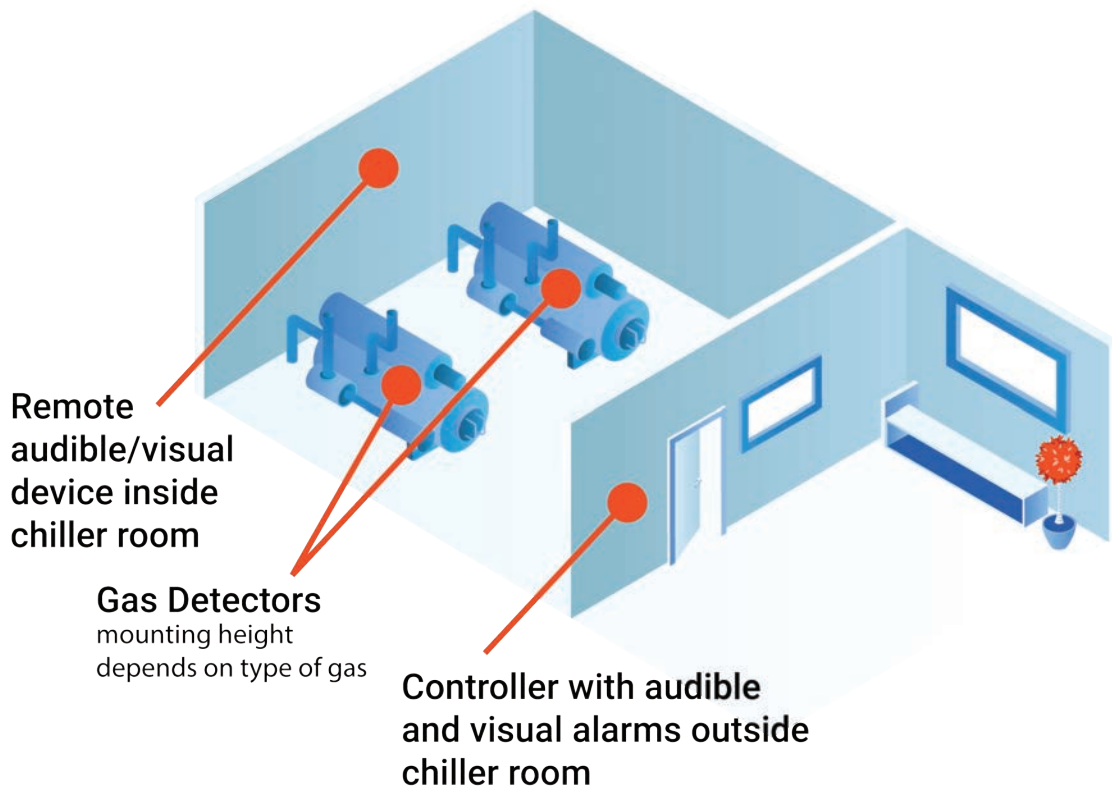 Remote
audible/visual
device inside
chiller room
Gas Detectors
mounting height
depends on type of gas
Controller with audible
and visual alarms outside
chiller room